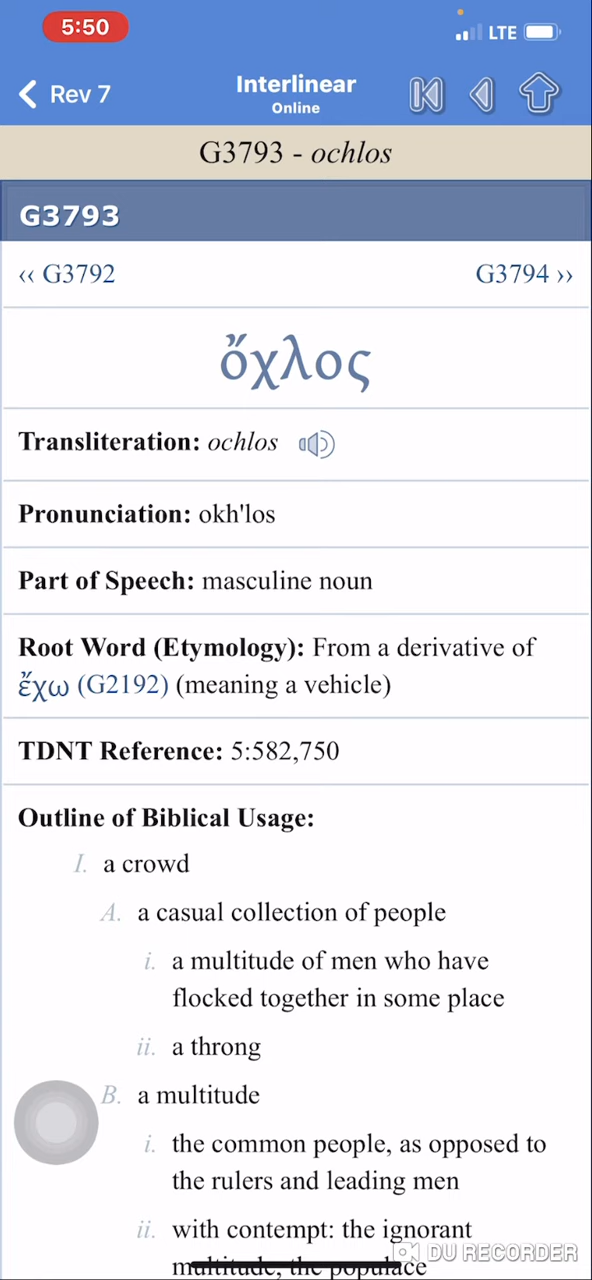 5:50
LTE
Rev 7
Interlinear
Online
G3793 - ochlos
G3793
‹‹ G3792
G3794 ››
ὄχλος
Transliteration: ochlos
Pronunciation: okh'los
Part of Speech: masculine noun
Root Word (Etymology): From a derivative of
ἔχω (G2192) (meaning a vehicle)
TDNT Reference: 5:582,750
Outline of Biblical Usage:
I. a crowd
A. a casual collection of people
i. a multitude of men who have
flocked together in some place
ii. a throng
B. a multitude
i. the common people, as opposed to
the rulers and leading men
ii. with contempt: the ignorant
multitude, the populace
DU RECORDER